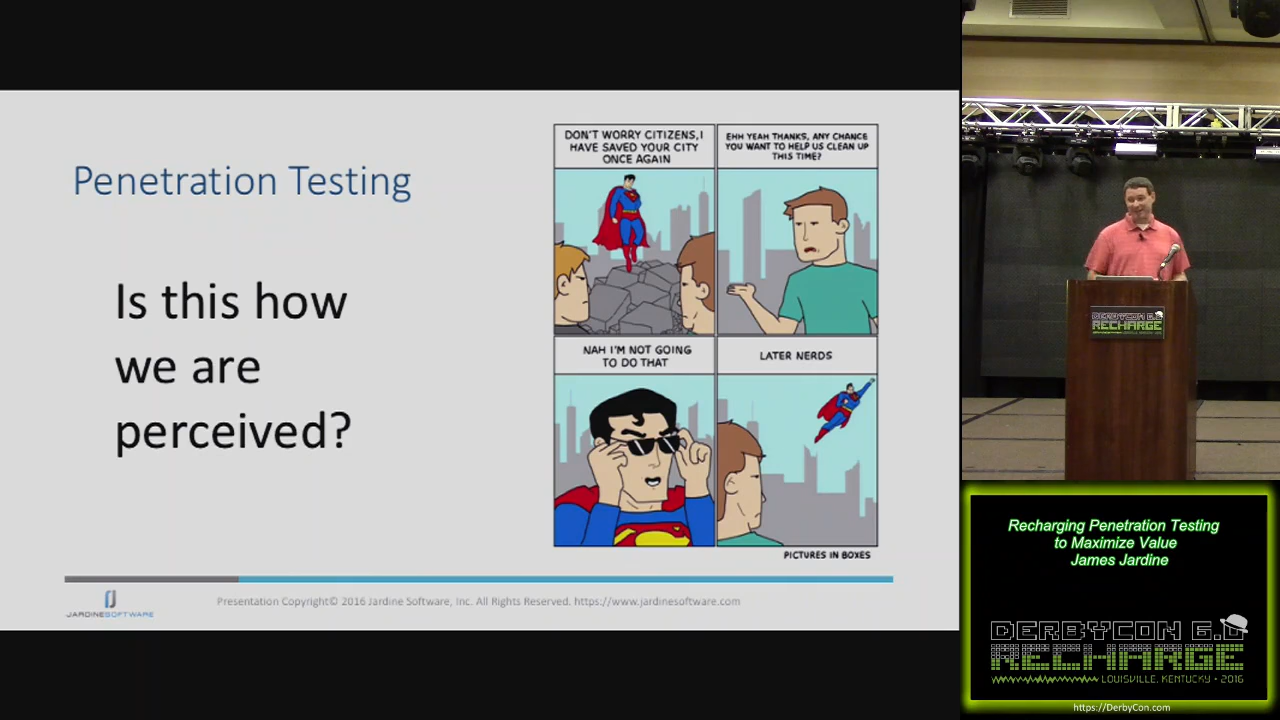 Penetration Testing
Is this how
we are
perceived?
DON'T WORRY CITIZENS,I
HAVE SAVED YOUR CITY
ONCE AGAIN
EHH YEAH THANKS, ANY CHANCE
YOU WANT TO HELP US CLEAN UP
THIS TIME?
NAH I'M NOT GOING
TO DO THAT
LATER NERDS
PICTURES IN BOXES
JARDINESOFTWARE
Presentation Copyright© 2016 Jardine Software, Inc. All Rights Reserved. https://www.jardinesoftware.com
DERBYCON 6.0
RECHARGE
Recharging Penetration Testing
to Maximize Value
James Jardine
DERBYCON 6.0
RECHARGE
LOUISVILLE, KENTUCKY • 2016
https://DerbyCon.com